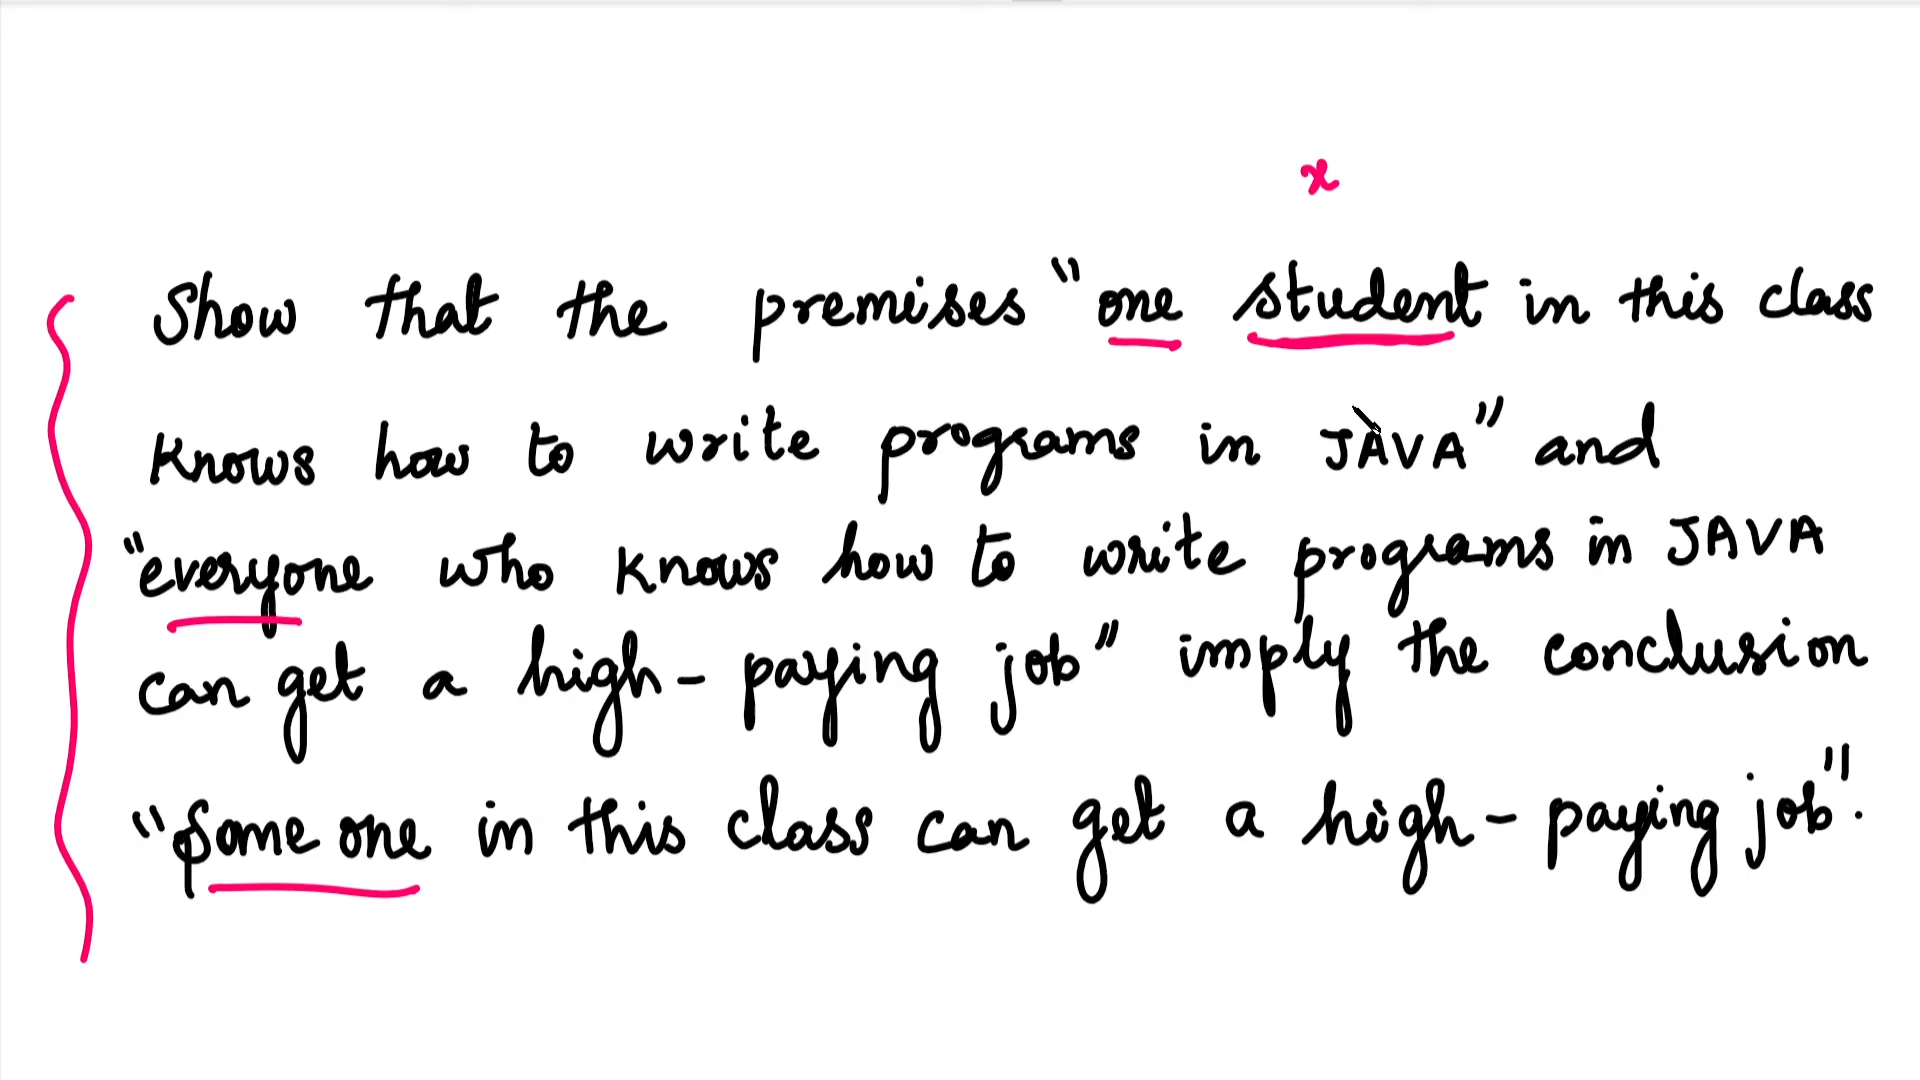 x
Show that the premises "one student in this class
Knows how to write programs in JAVA" and
"everyone who knows how to write programs in JAVA
can get a high-paying job" imply the conclusion
"Some one in this class can get a high-paying job".